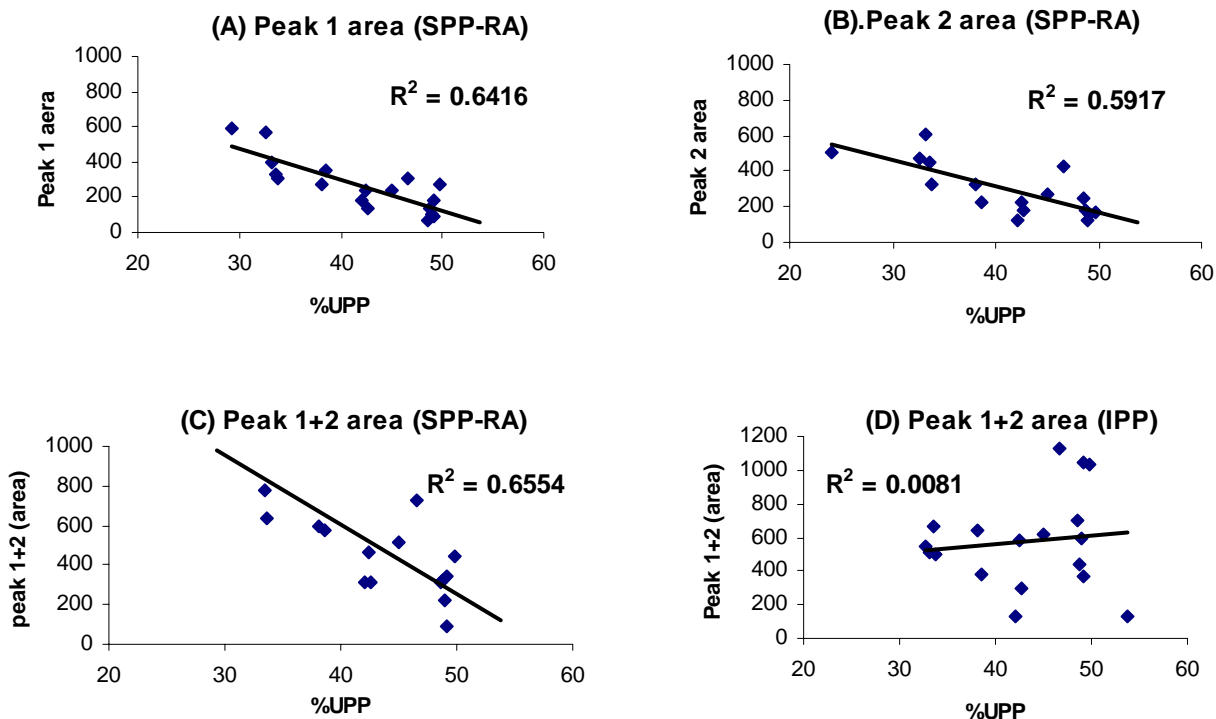 (A) Peak 1 area (SPP-RA)
1000
800
600
400
200
0
Peak 1 aera
R² = 0.6416
20 30 40 50 60
%UPP
(B).Peak 2 area (SPP-RA)
1000
800
600
400
200
0
Peak 2 area
R² = 0.5917
20 30 40 50 60
%UPP
(C) Peak 1+2 area (SPP-RA)
1000
800
600
400
200
0
peak 1+2 (area)
R² = 0.6554
20 30 40 50 60
%UPP
(D) Peak 1+2 area (IPP)
1200
1000
800
600
400
200
0
Peak 1+2 (area)
R² = 0.0081
20 30 40 50 60
%UPP